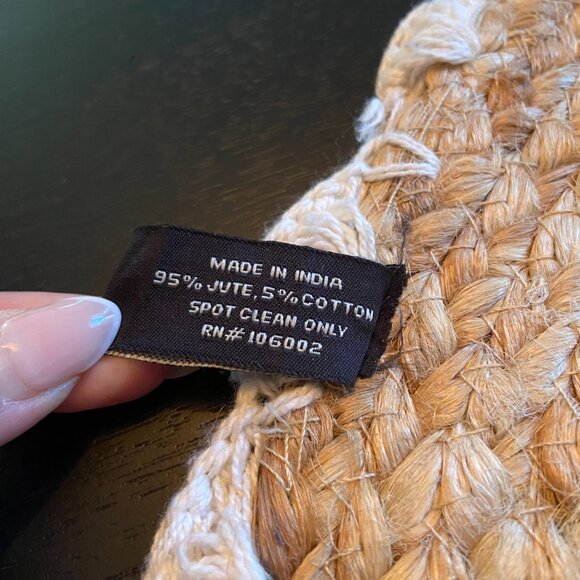 MADE IN INDIA
95% JUTE, 5% COTTON
SPOT CLEAN ONLY
RN# 106002